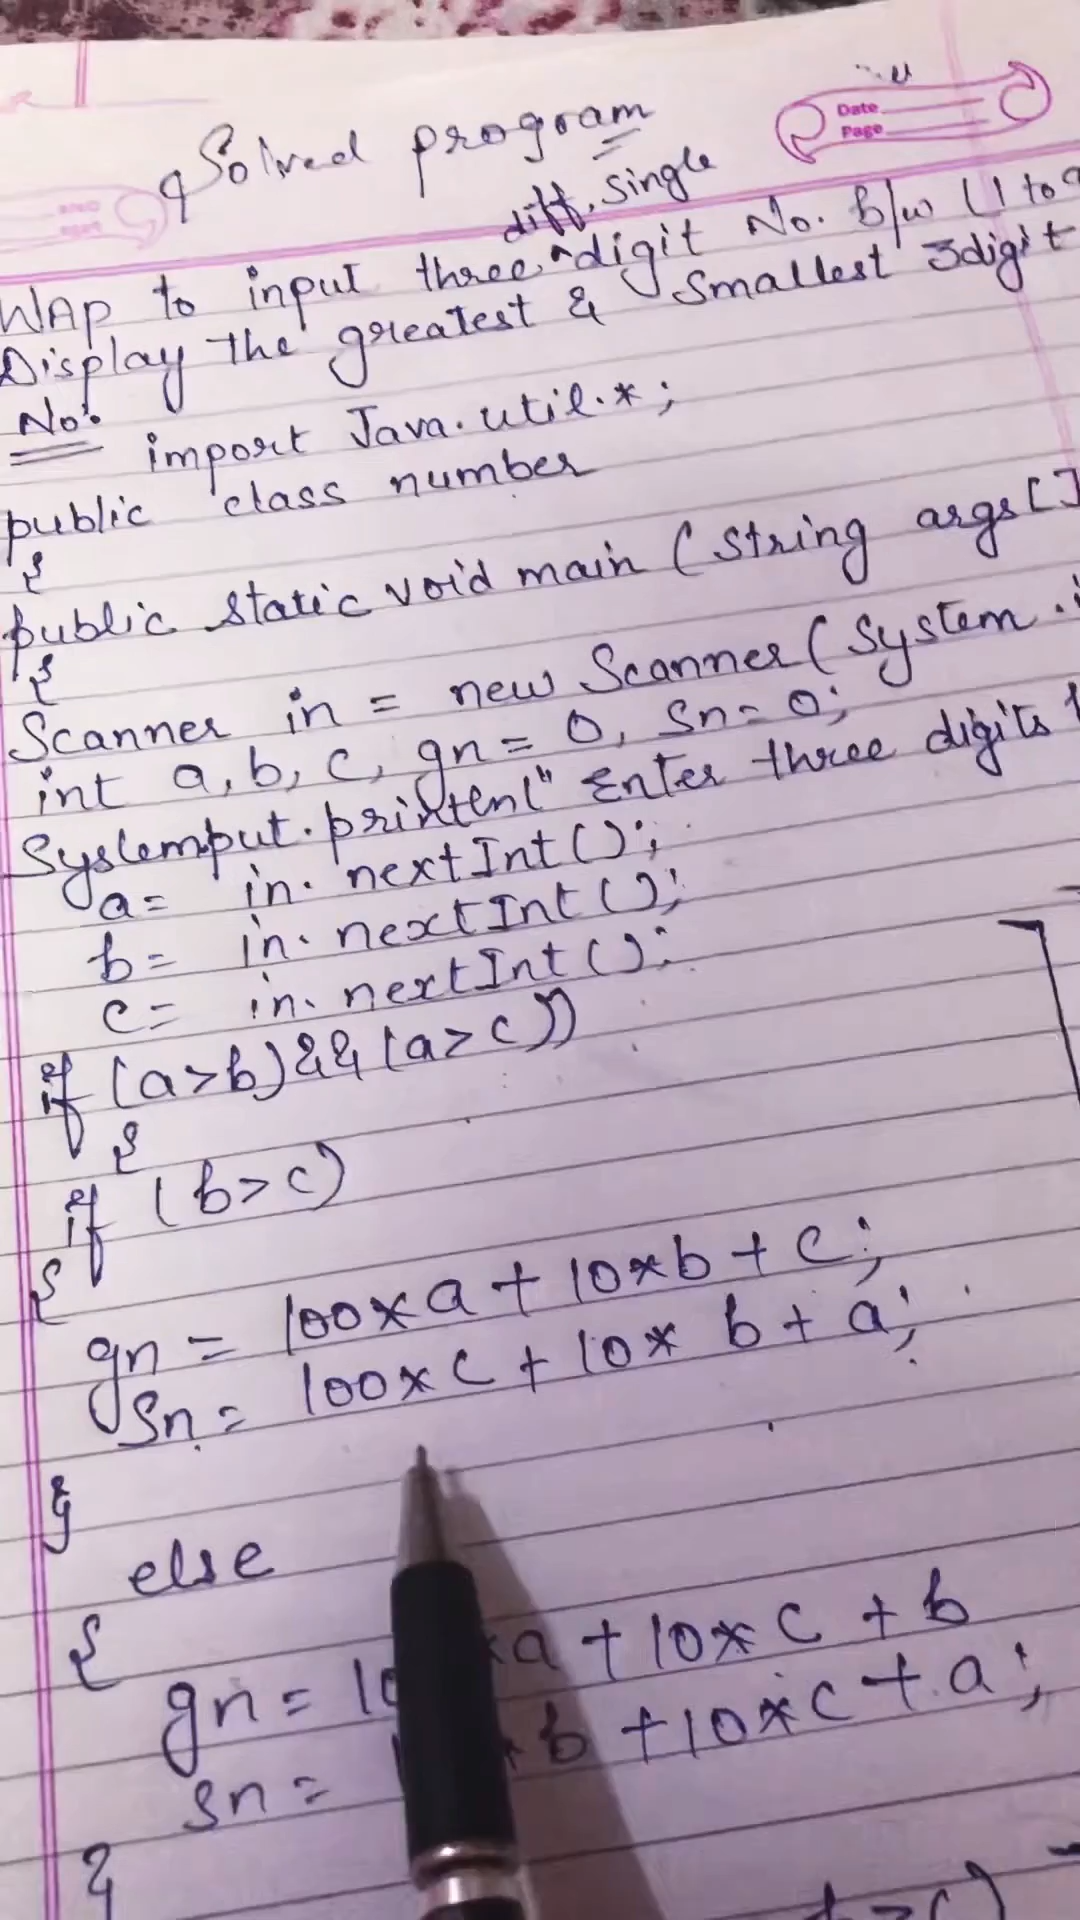 Solved program
Date
Page
diff, single
WAP to input three digit No. b/w (1 to 9
Display the greatest & smallest 3digit
No:
import Java.util.*;
public class number
{
public static void main (String args[]
{
Scanner in = new Scanner(System.i
int a, b, c, gn = 0, Sn = 0;
System.out.println(" Enter three digits
a= in. nextInt();
b= in. nextInt();
c= in. nextInt();
if (a>b)&&(a>c))
{
if (b>c)
{
gn = 100*a + 10*b + c;
Sn = 100*c + 10* b + a;
}
else
{
gn = 10 a + 10*c + b
Sn = b + 10*c + a;
}
>c)